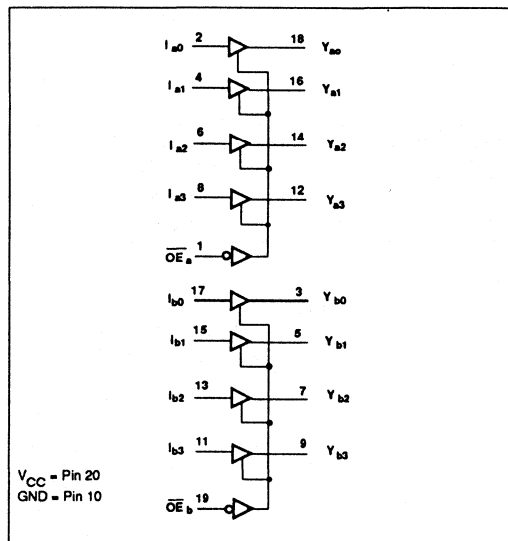 I a0 2 18 Y ao
I a1 4 16 Y a1
I a2 6 14 Y a2
I a3 8 12 Y a3
OE a 1
I b0 17 3 Y b0
I b1 15 5 Y b1
I b2 13 7 Y b2
I b3 11 9 Y b3
OE b 19
VCC = Pin 20
GND = Pin 10